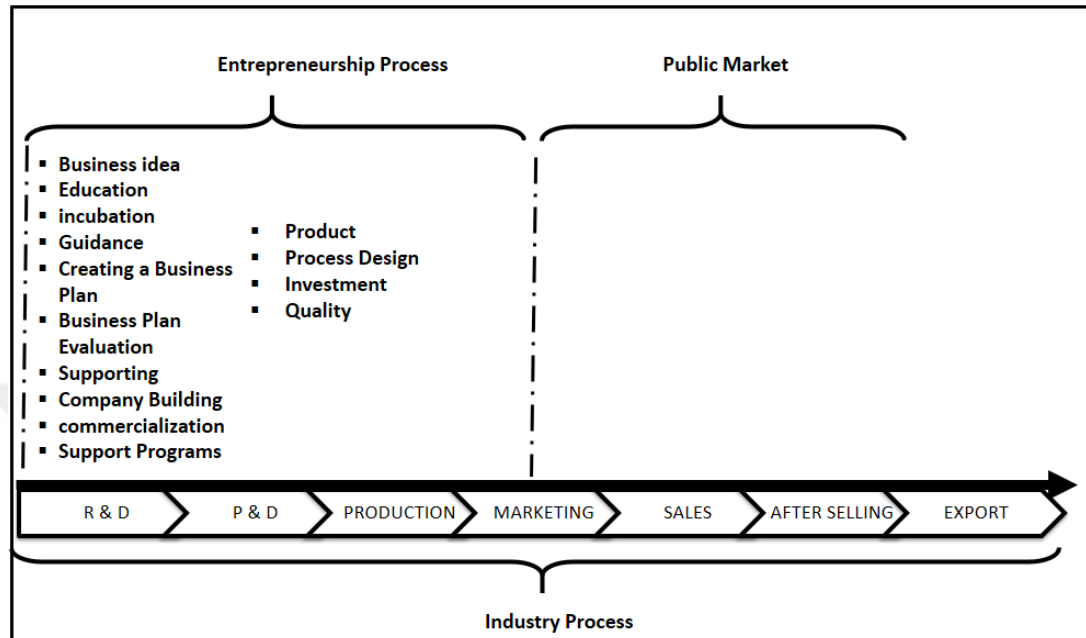 Entrepreneurship Process
Public Market
▪ Business idea
▪ Education
▪ incubation
▪ Guidance
▪ Creating a Business
Plan
▪ Business Plan
Evaluation
▪ Supporting
▪ Company Building
▪ commercialization
▪ Support Programs
▪ Product
▪ Process Design
▪ Investment
▪ Quality
R & D
P & D
PRODUCTION
MARKETING
SALES
AFTER SELLING
EXPORT
Industry Process